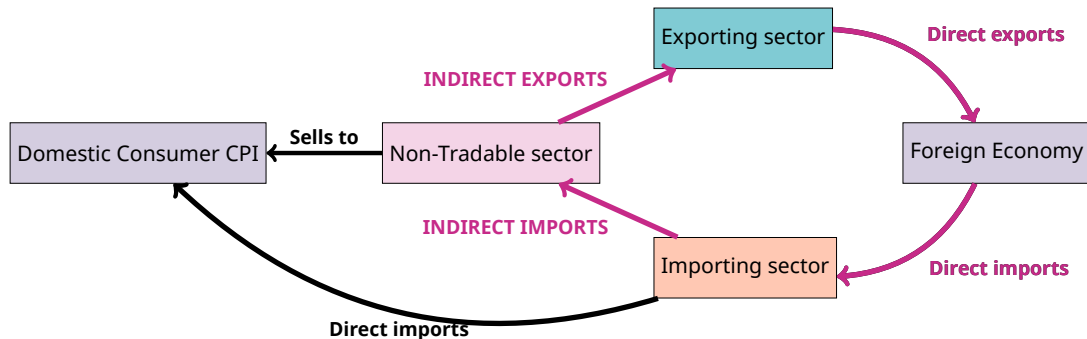 Exporting sector
Direct exports
INDIRECT EXPORTS
Sells to
Domestic Consumer CPI
Non-Tradable sector
Foreign Economy
INDIRECT IMPORTS
Importing sector
Direct imports
Direct imports